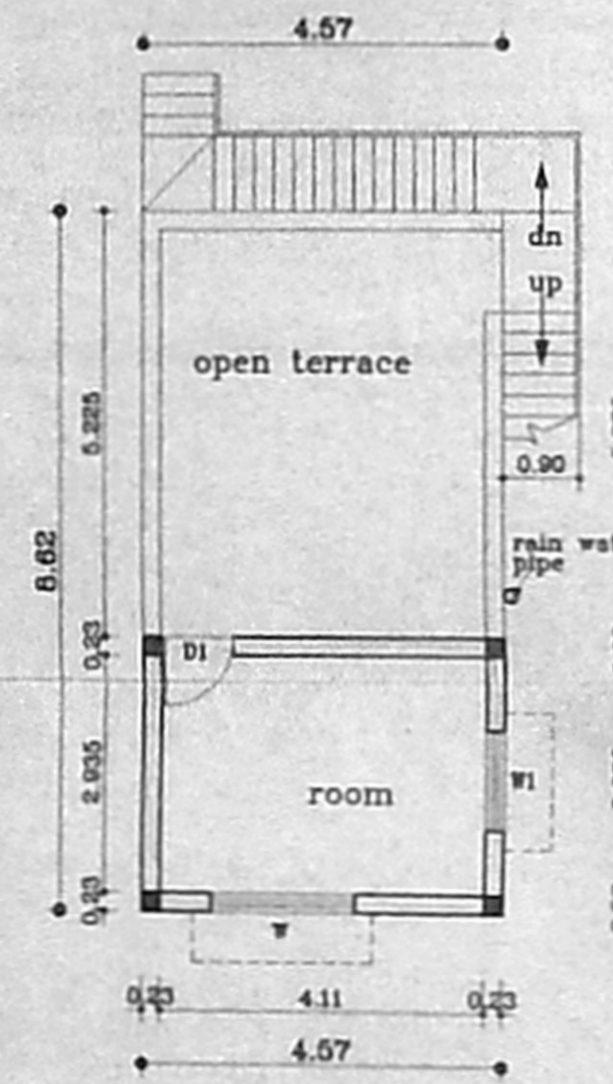 4.57
dn
up
open terrace
5.225
0.90
8.62
rain wat
pipe
0.23
D1
2.935
W1
room
0.23
W
0.23 4.11 0.23
4.57